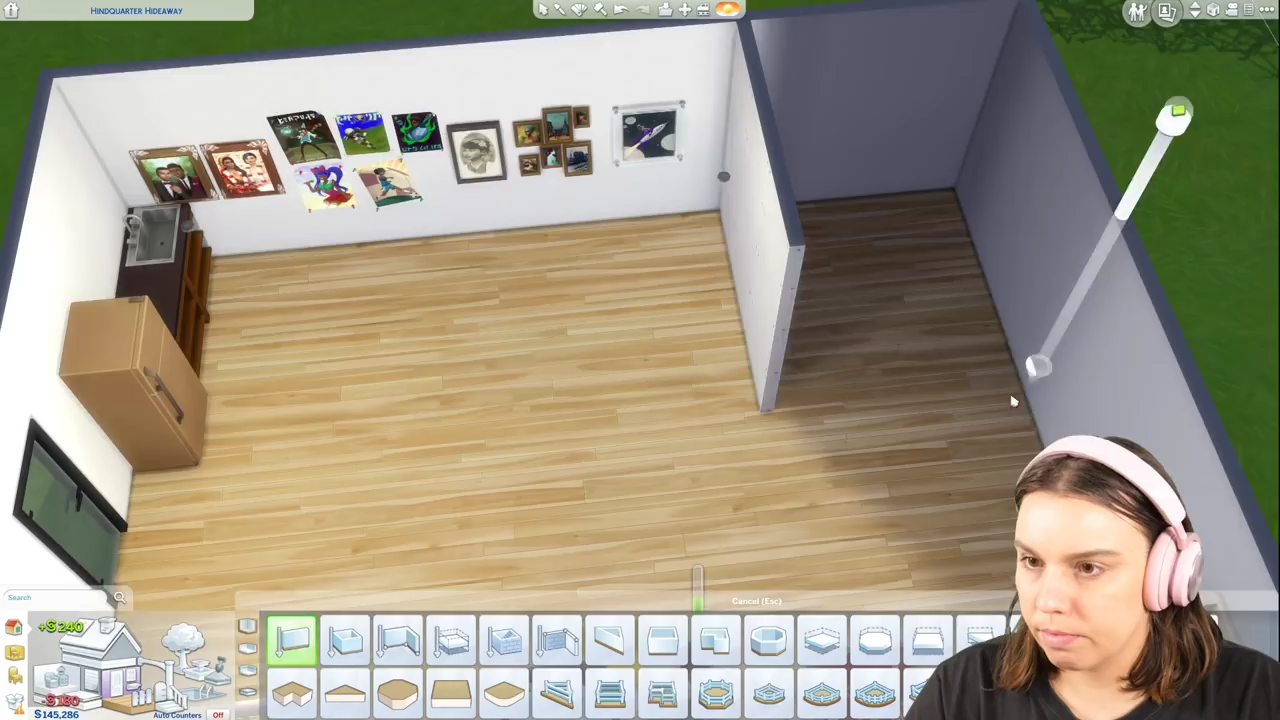 HINDQUARTER HIDEAWAY
Cancel (Esc)
Search
+§240
-§180
§145,286
Auto Counters
Off